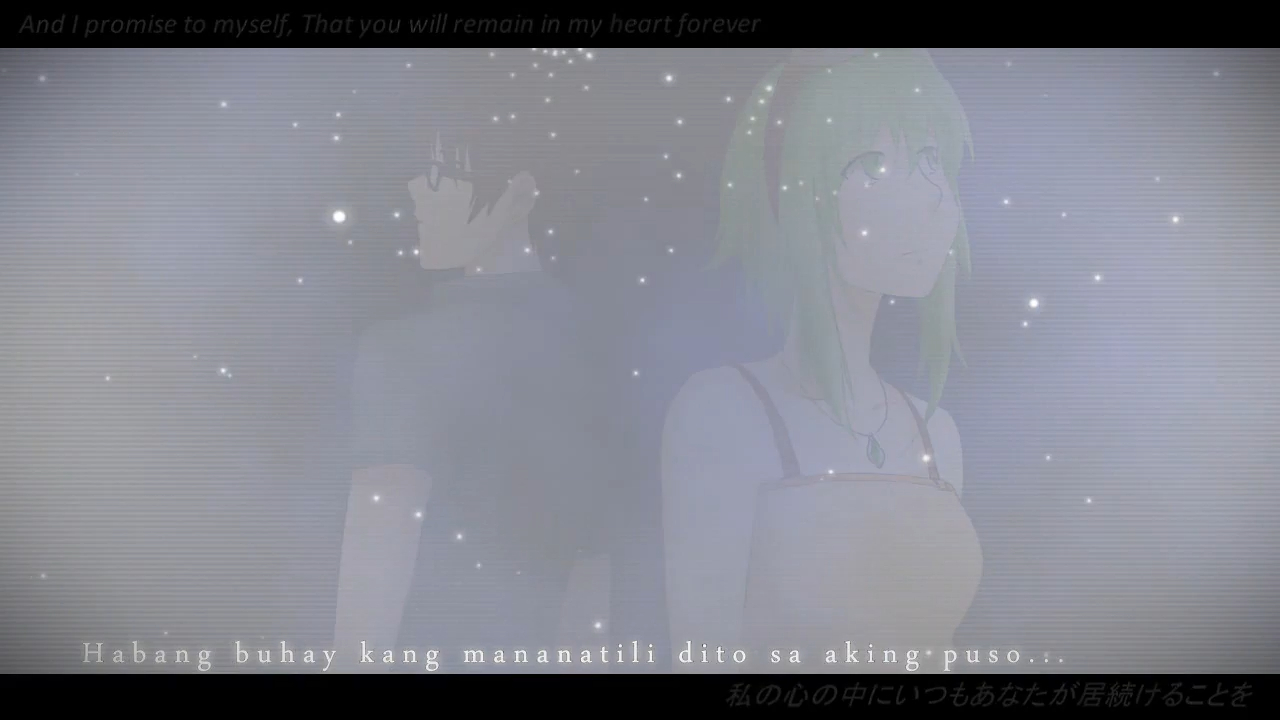 And I promise to myself, That you will remain in my heart forever
Habang buhay kang mananatili dito sa aking puso...
私の心の中にいつもあなたが居続けることを